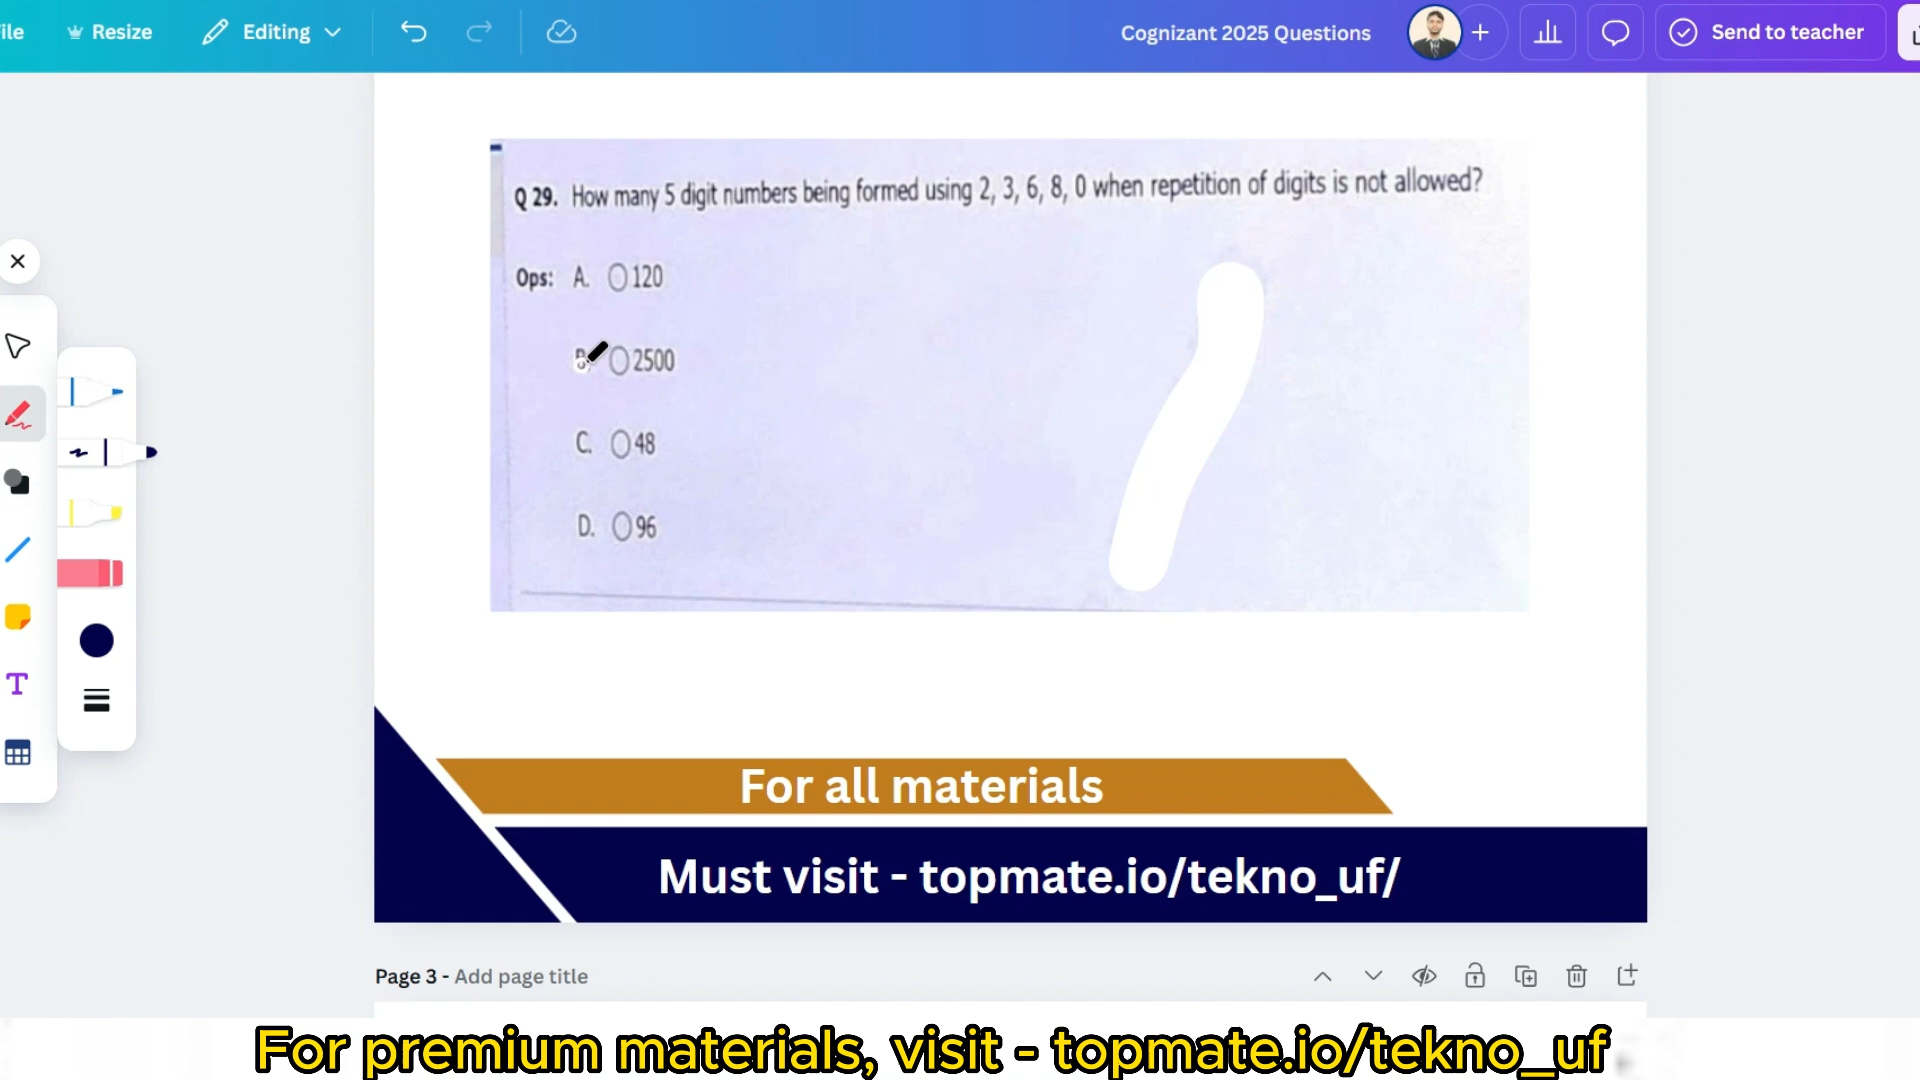 ile Resize Editing Cognizant 2025 Questions Send to teacher
Q 29. How many 5 digit numbers being formed using 2, 3, 6, 8, 0 when repetition of digits is not allowed?
Ops: A. 120
2500
C. 48
D. 96
For all materials
Must visit - topmate.io/tekno_uf/
Page 3 - Add page title
For premium materials, visit - topmate.io/tekno_uf